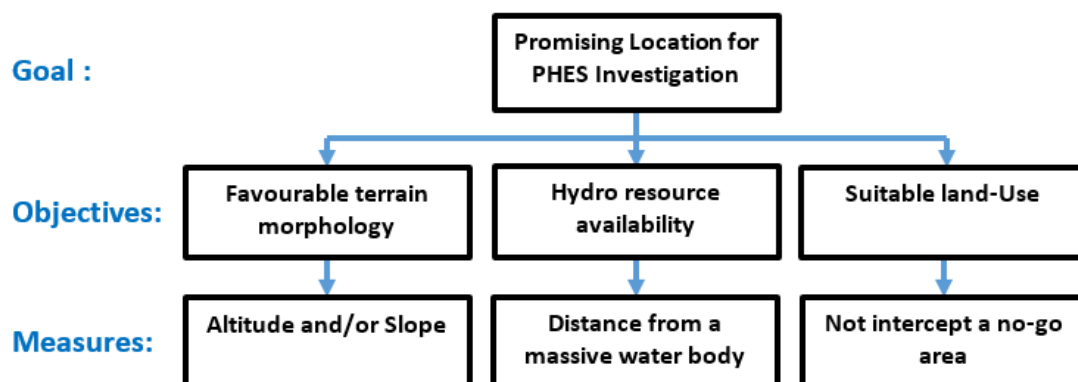 Goal :
Promising Location for
PHES Investigation
Objectives:
Favourable terrain
morphology
Hydro resource
availability
Suitable land-Use
Measures:
Altitude and/or Slope
Distance from a
massive water body
Not intercept a no-go
area